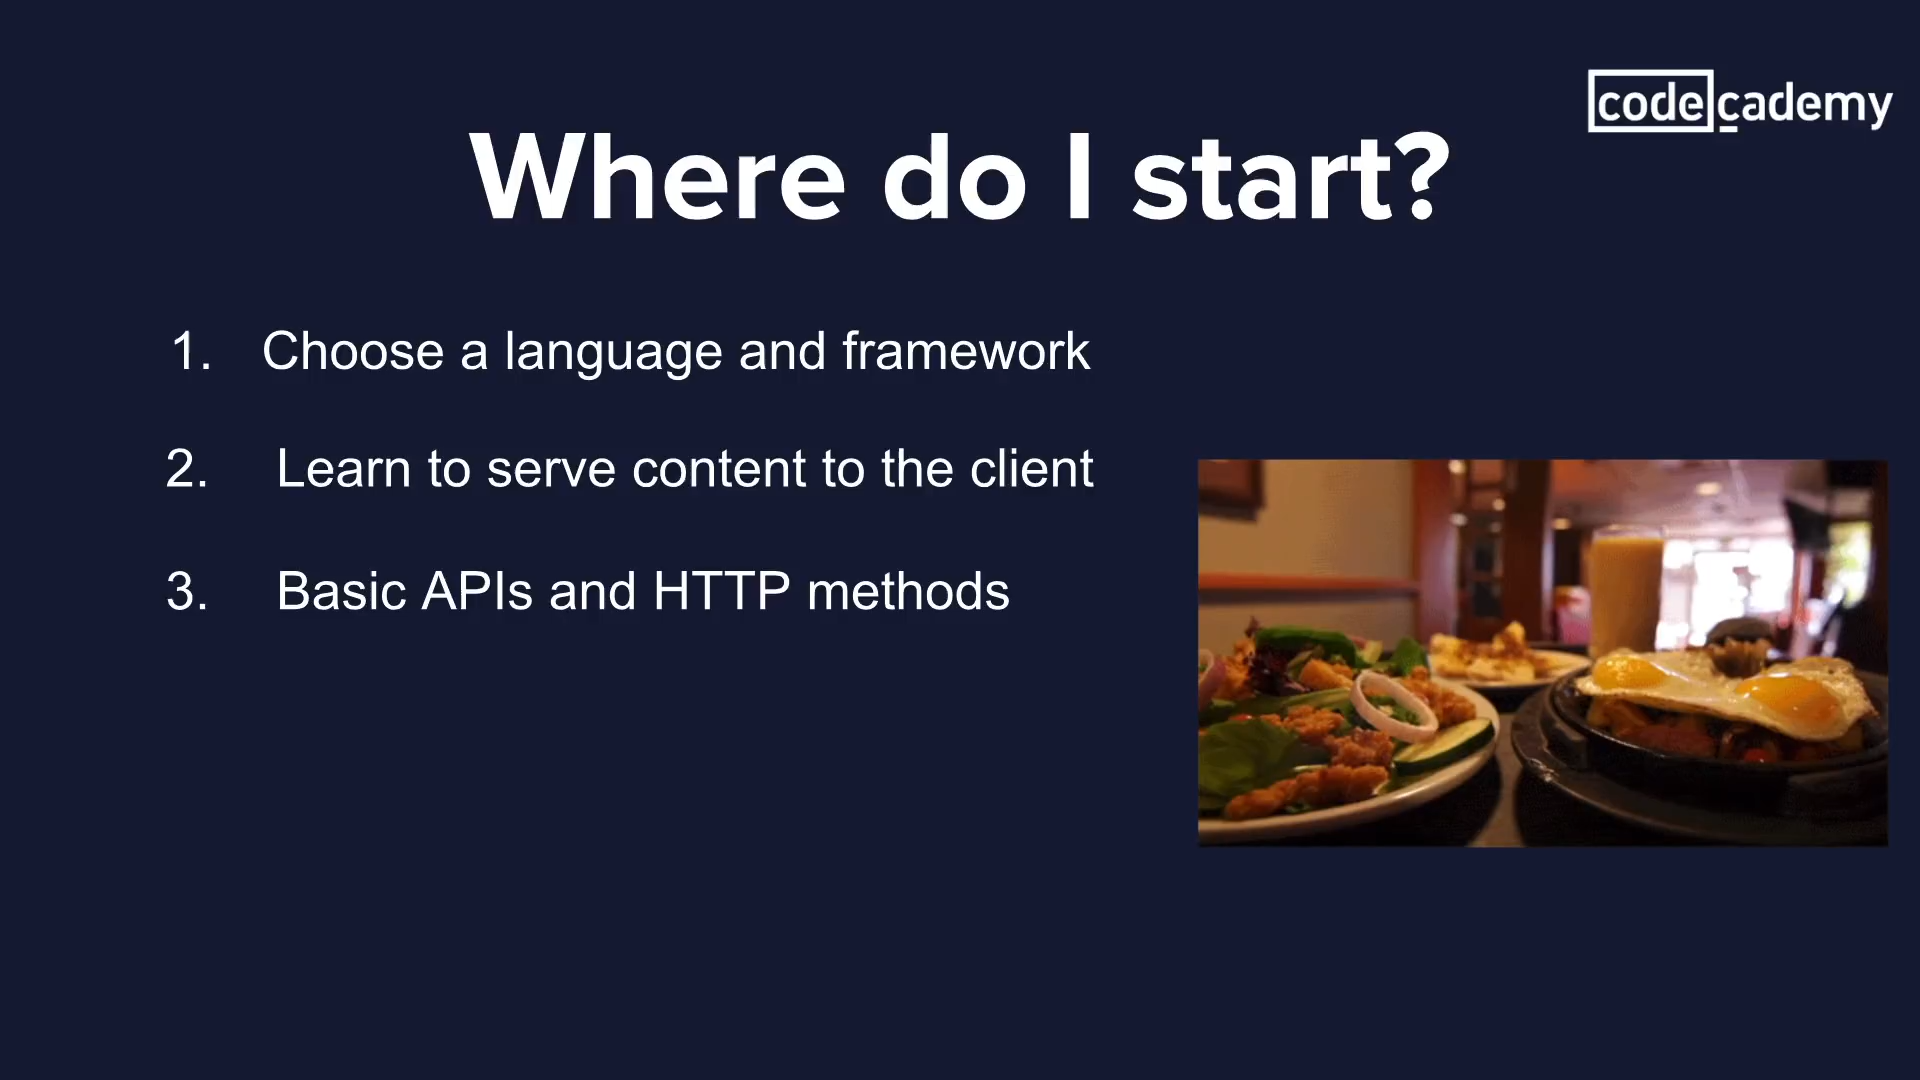 codecademy
Where do I start?
1. Choose a language and framework
2. Learn to serve content to the client
3. Basic APIs and HTTP methods